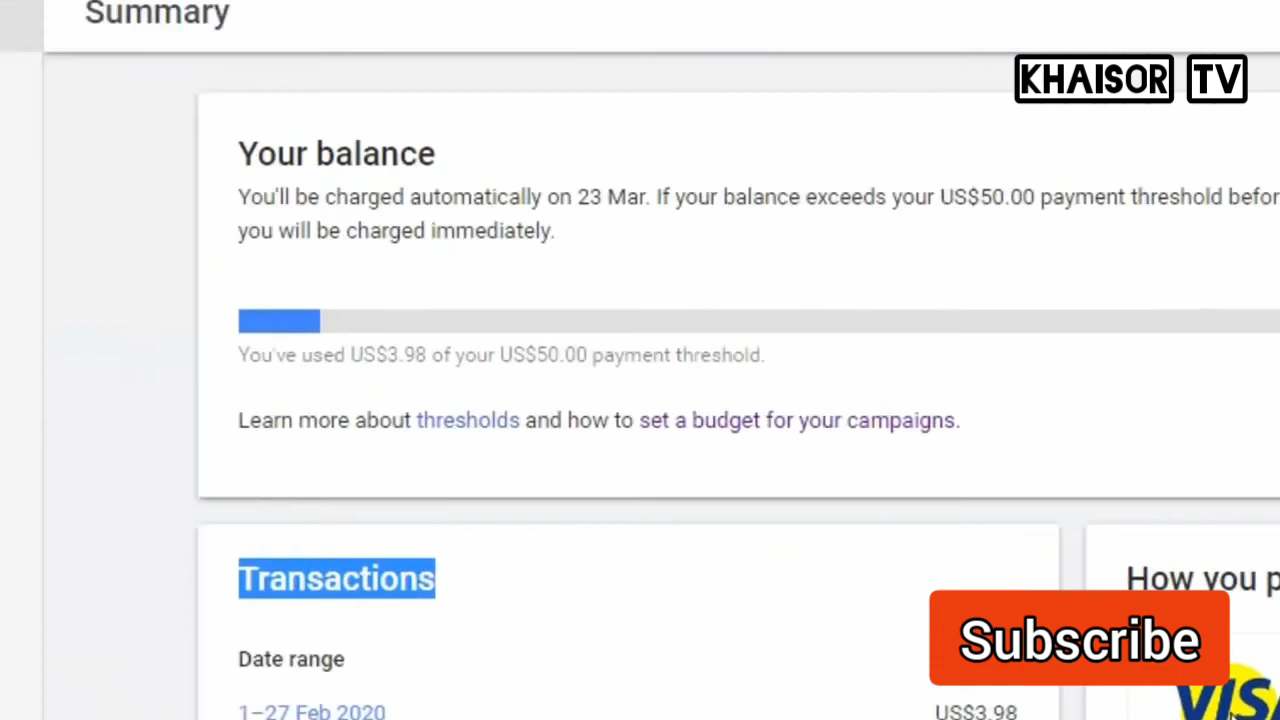 Summary
KHAISOR TV
Your balance
You'll be charged automatically on 23 Mar. If your balance exceeds your US$50.00 payment threshold
you will be charged immediately.
You've used US$3.98 of your US$50.00 payment threshold.
Learn more about thresholds and how to set a budget for your campaigns.
Transactions
How you
Subscribe
Date range
VISA
1–27 Feb 2020
US$3.98